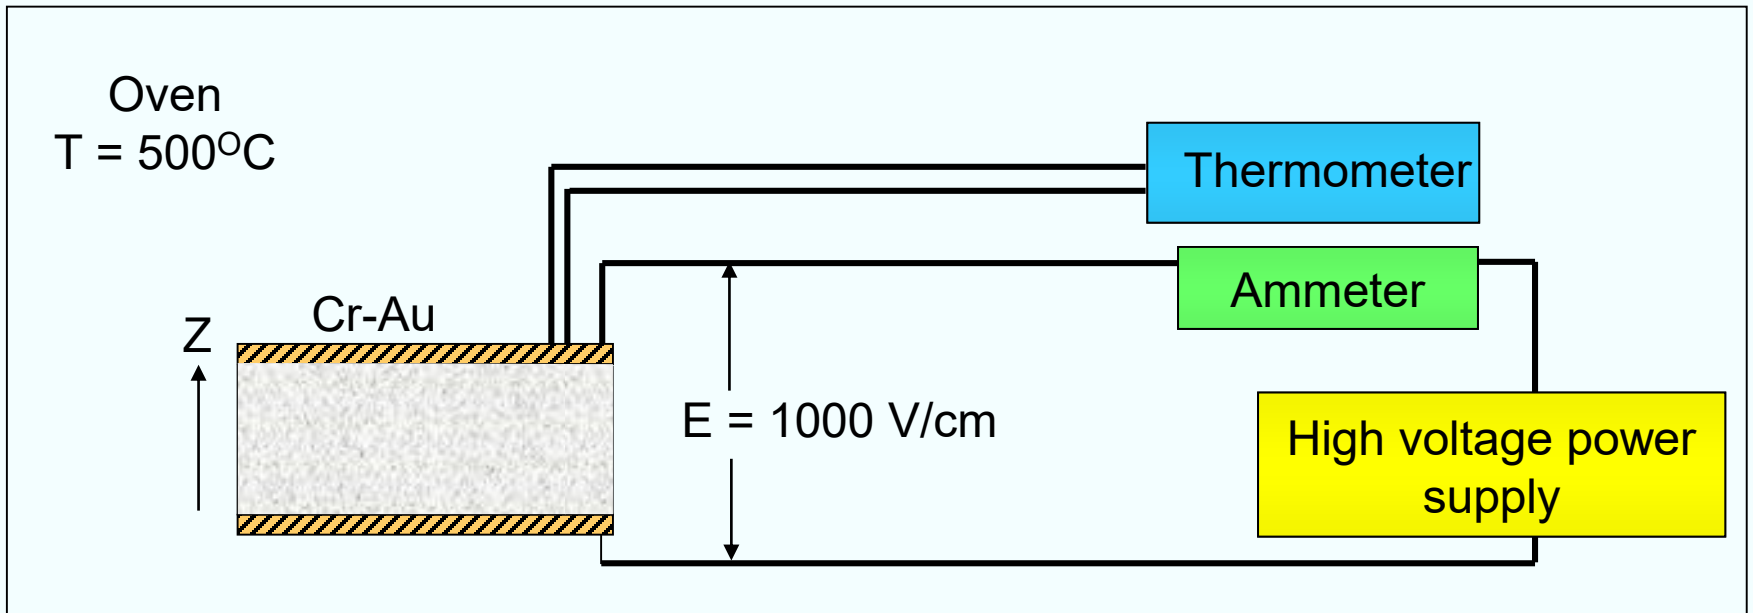 Oven
T = 500ᴼC
Thermometer
Ammeter
Cr-Au
Z
E = 1000 V/cm
High voltage power
supply